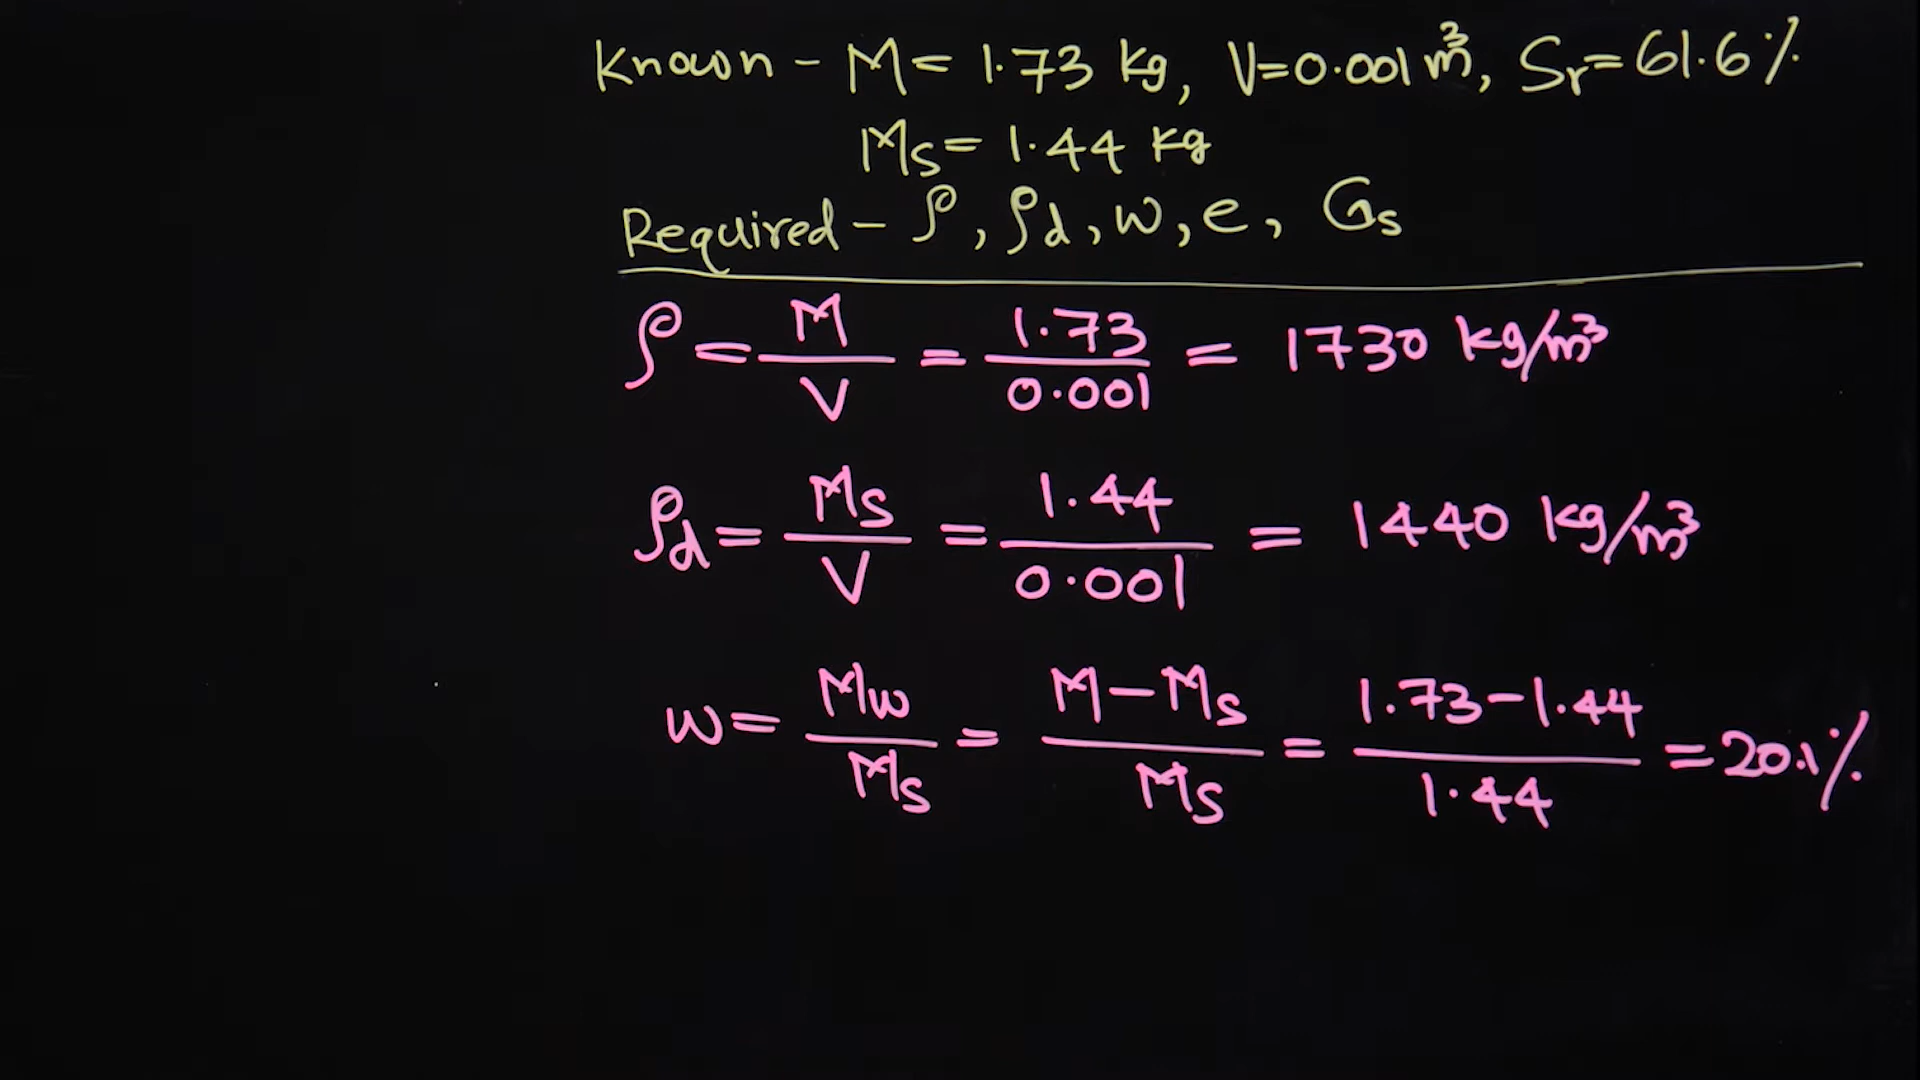 Known - M = 1.73 kg, V=0.001 m³, Sr=61.6%
Ms = 1.44 kg
Required - ρ, ρd, w, e, Gs
ρ = M/V = 1.73/0.001 = 1730 kg/m³
ρd = Ms/V = 1.44/0.001 = 1440 kg/m³
w = Mw/Ms = M-Ms/Ms = 1.73-1.44/1.44 = 20.1%